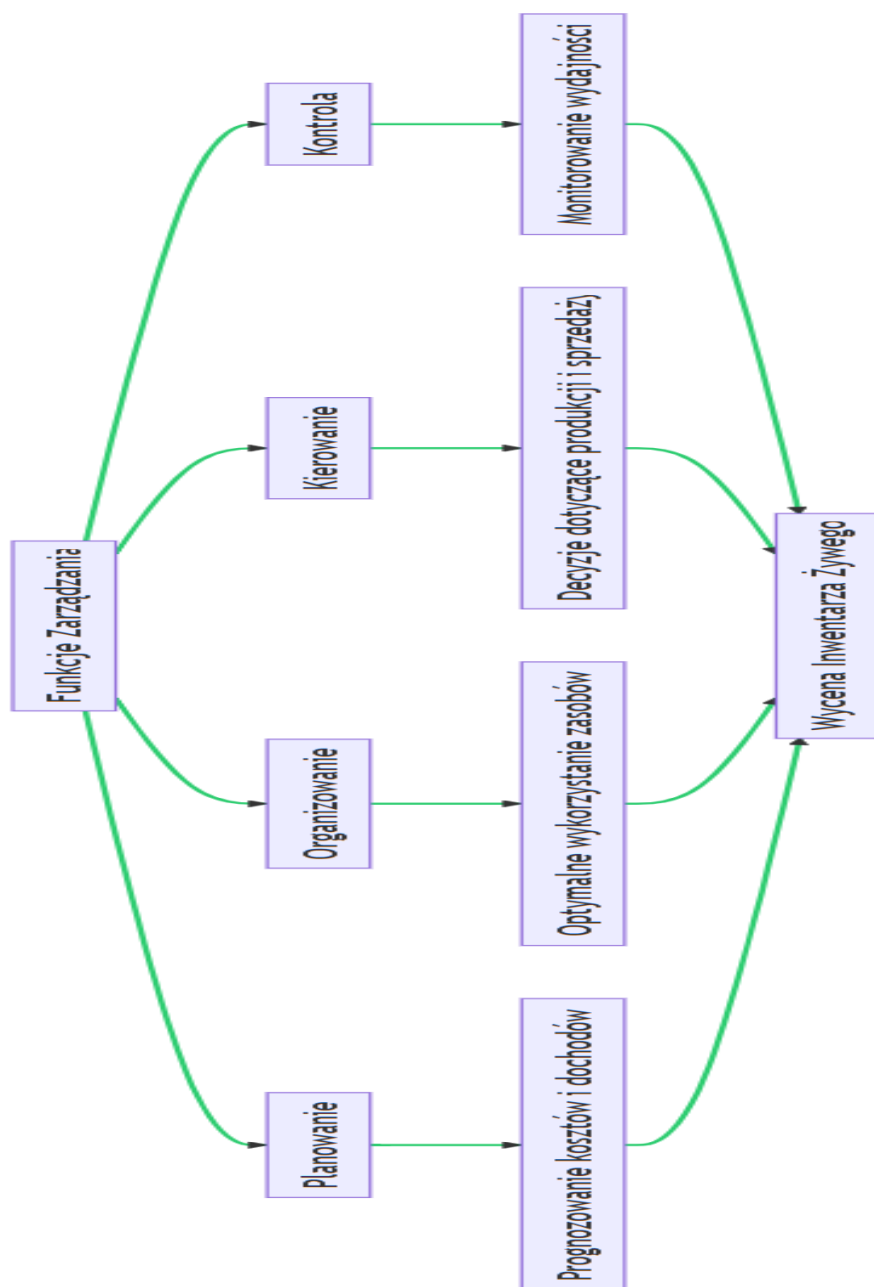 Funkcje Zarządzania
Planowanie
Organizowanie
Kierowanie
Kontrola
Prognozowanie kosztów i dochodów
Optymalne wykorzystanie zasobów
Decyzje dotyczące produkcji i sprzedaży
Monitorowanie wydajności
Wycena Inwentarza Żywego